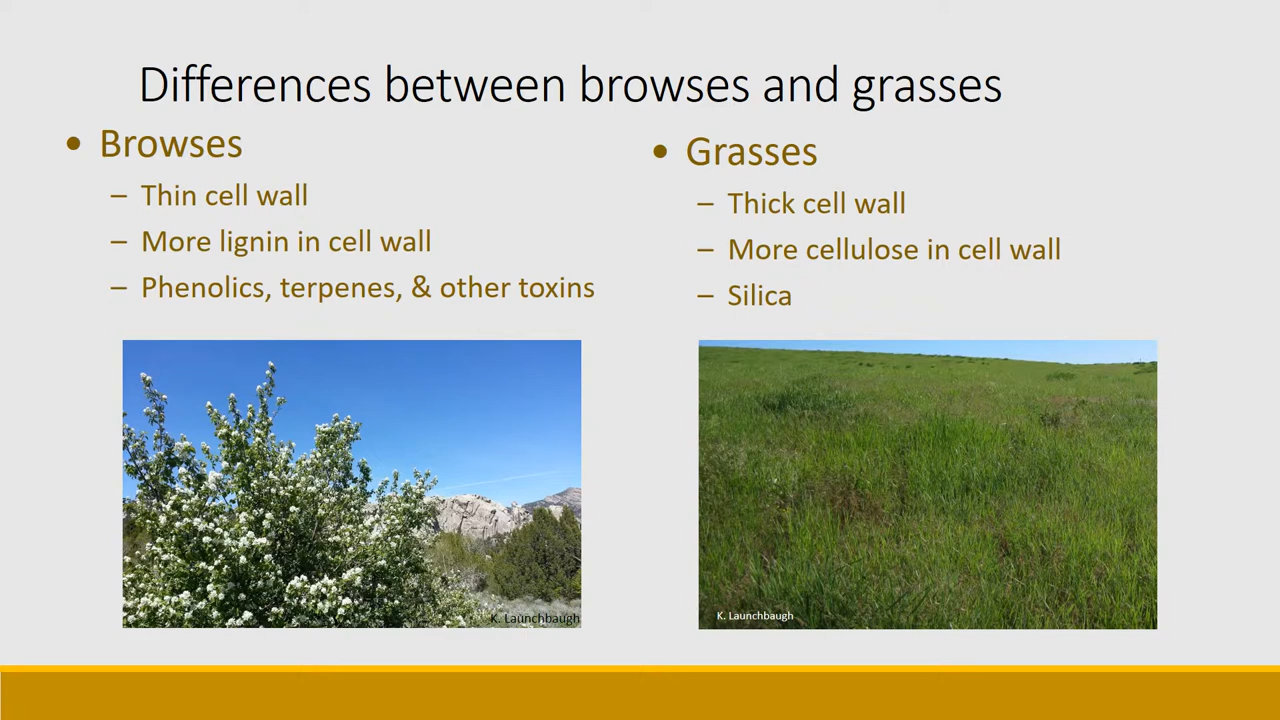 Differences between browses and grasses
• Browses
– Thin cell wall
– More lignin in cell wall
– Phenolics, terpenes, & other toxins
• Grasses
– Thick cell wall
– More cellulose in cell wall
– Silica
K. Launchbaugh
K. Launchbaugh